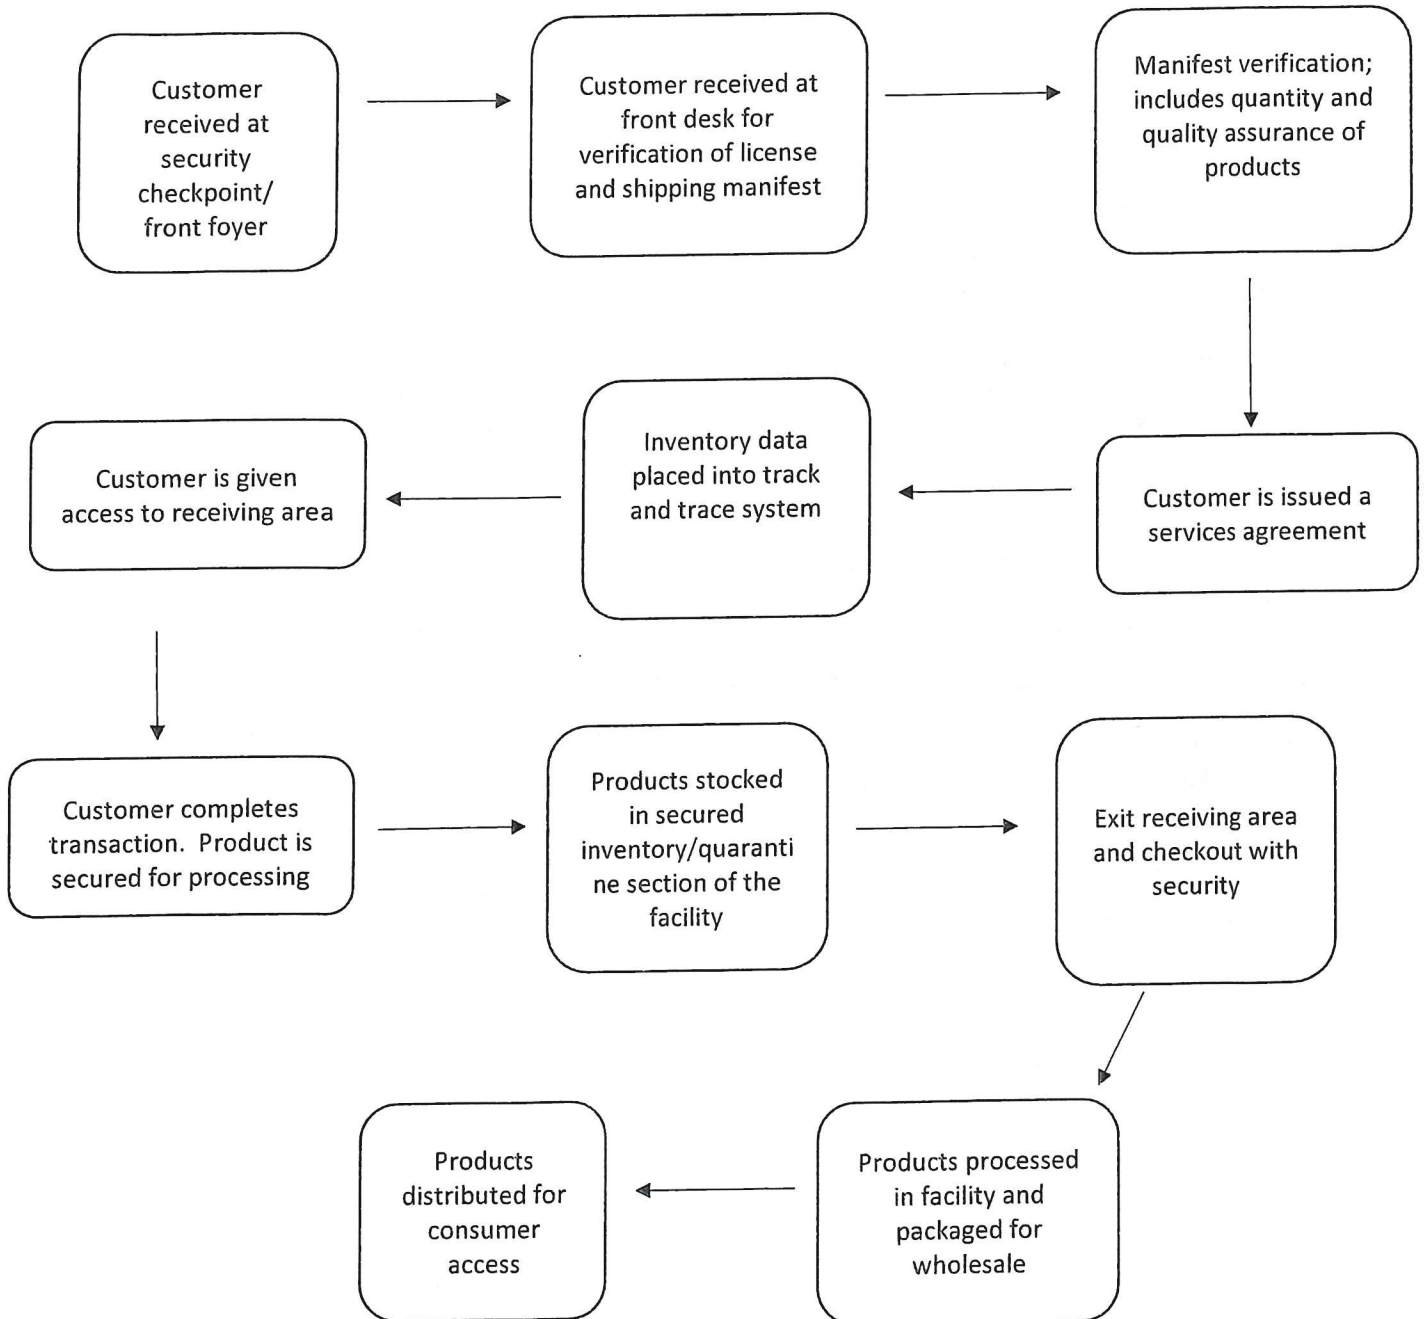 Customer
received at
security
checkpoint/
front foyer
Customer received at
front desk for
verification of license
and shipping manifest
Manifest verification;
includes quantity and
quality assurance of
products
Customer is issued a
services agreement
Inventory data
placed into track
and trace system
Customer is given
access to receiving area
Customer completes
transaction.  Product is
secured for processing
Products stocked
in secured
inventory/quaranti
ne section of the
facility
Exit receiving area
and checkout with
security
Products processed
in facility and
packaged for
wholesale
Products
distributed for
consumer
access